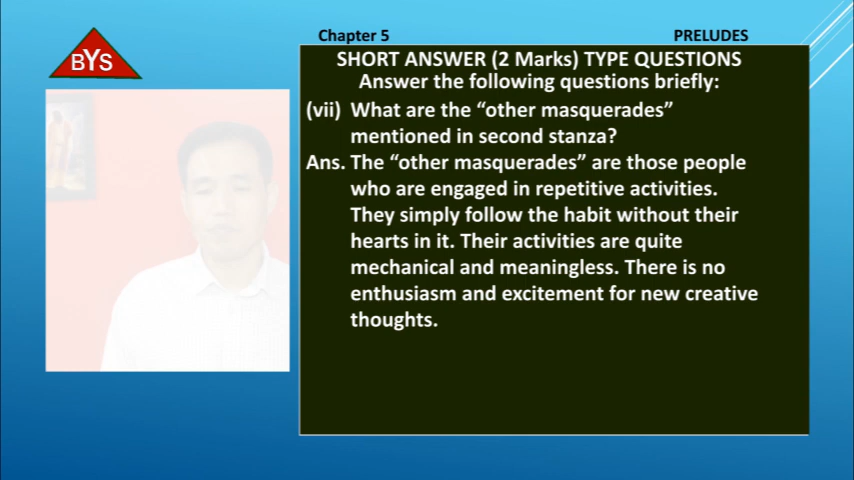 BYS
Chapter 5 PRELUDES
SHORT ANSWER (2 Marks) TYPE QUESTIONS
Answer the following questions briefly:
(vii) What are the “other masquerades”
mentioned in second stanza?
Ans. The “other masquerades” are those people
who are engaged in repetitive activities.
They simply follow the habit without their
hearts in it. Their activities are quite
mechanical and meaningless. There is no
enthusiasm and excitement for new creative
thoughts.